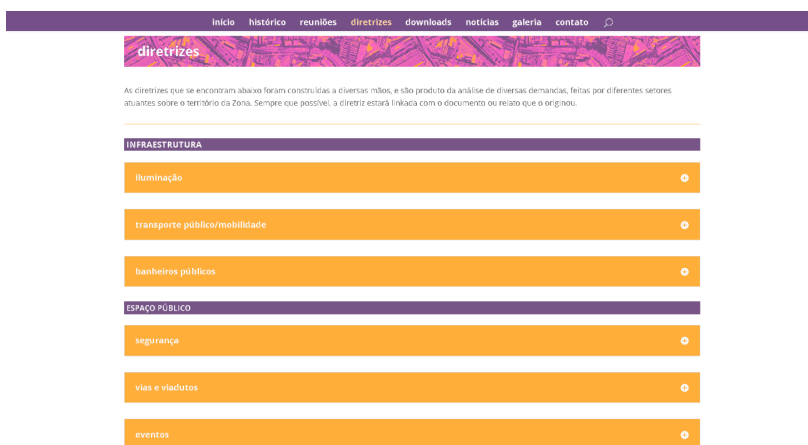 início histórico reuniões diretrizes downloads notícias galeria contato
diretrizes
As diretrizes que se encontram abaixo foram construídas a diversas mãos, e são produto da análise de diversas demandas, feitas por diferentes setores
atuantes sobre o território da Zona. Sempre que possível, a diretriz estará linkada com o documento ou relato que o originou.
INFRAESTRUTURA
iluminação
transporte público/mobilidade
banheiros públicos
ESPAÇO PÚBLICO
segurança
vias e viadutos
eventos